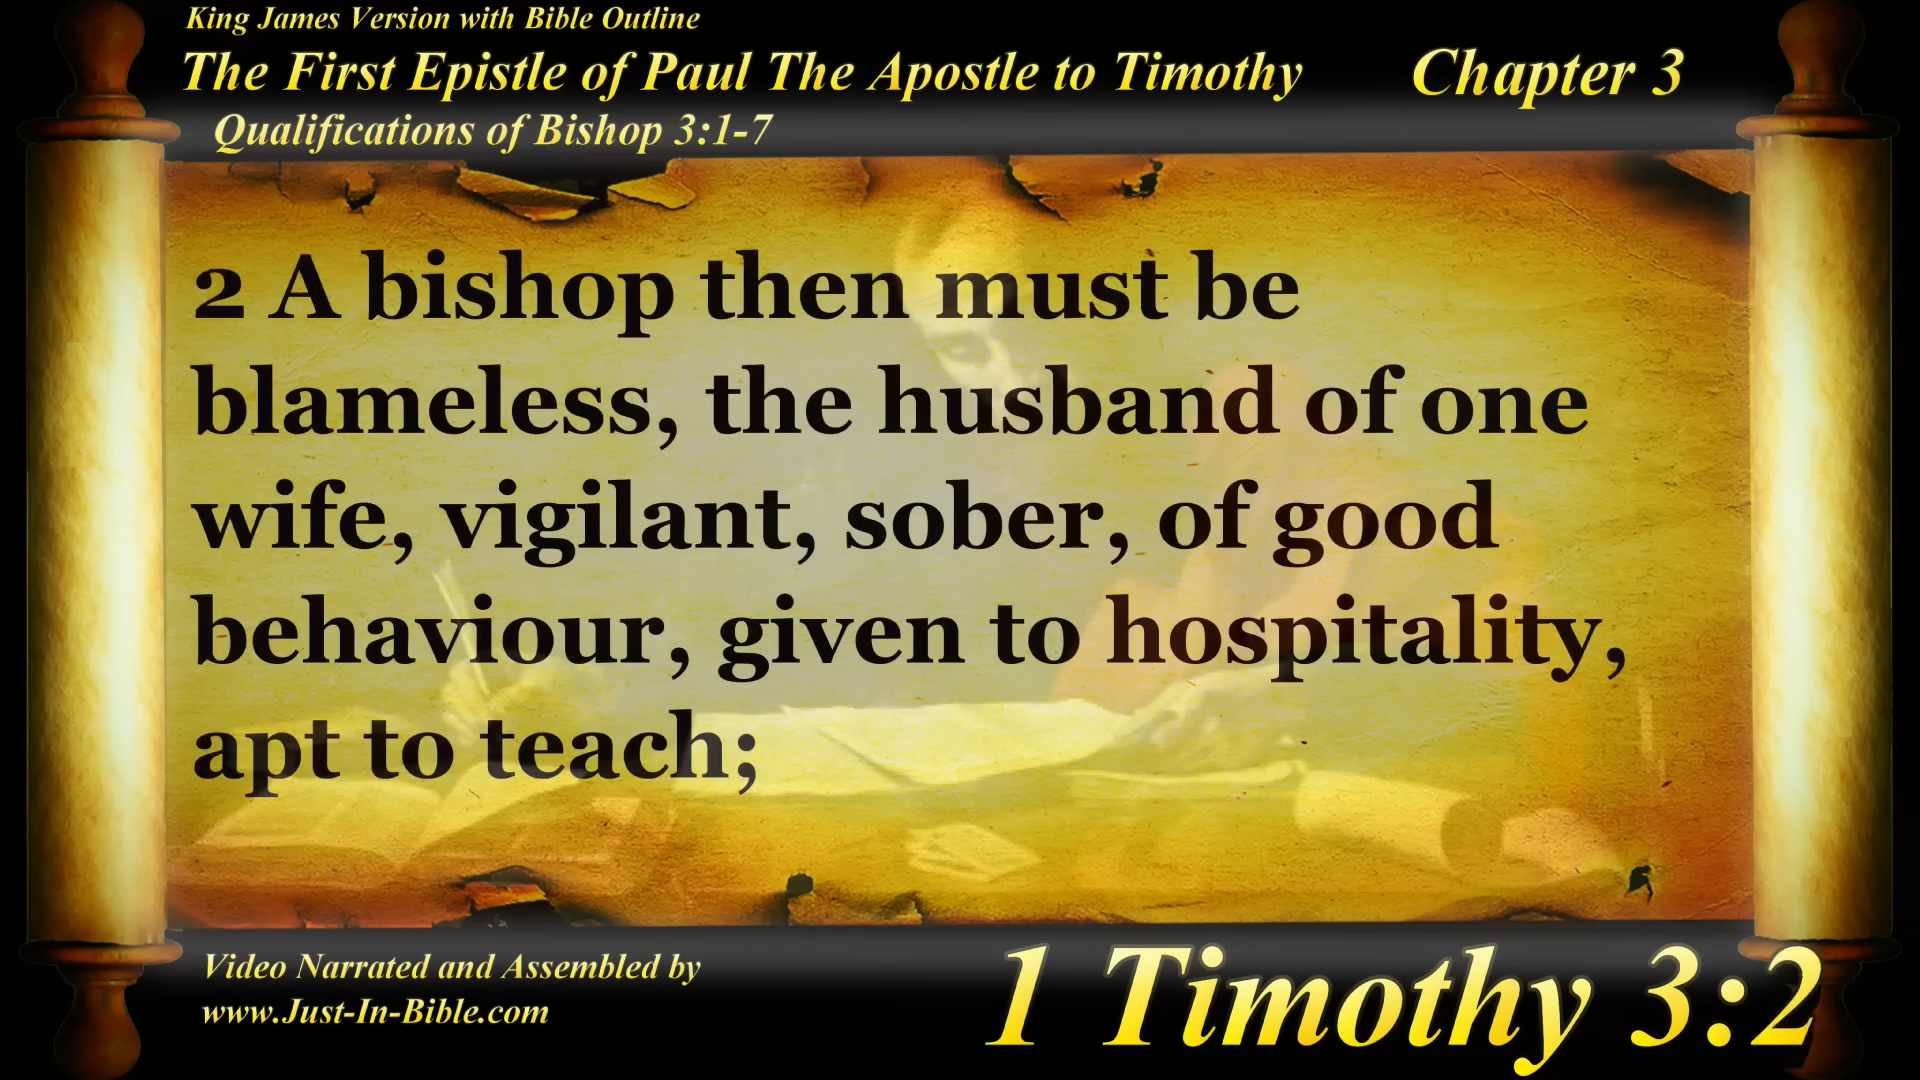 King James Version with Bible Outline
The First Epistle of Paul The Apostle to Timothy
Chapter 3
Qualifications of Bishop 3:1-7
2 A bishop then must be
blameless, the husband of one
wife, vigilant, sober, of good
behaviour, given to hospitality,
apt to teach;
Video Narrated and Assembled by
www.Just-In-Bible.com
1 Timothy 3:2